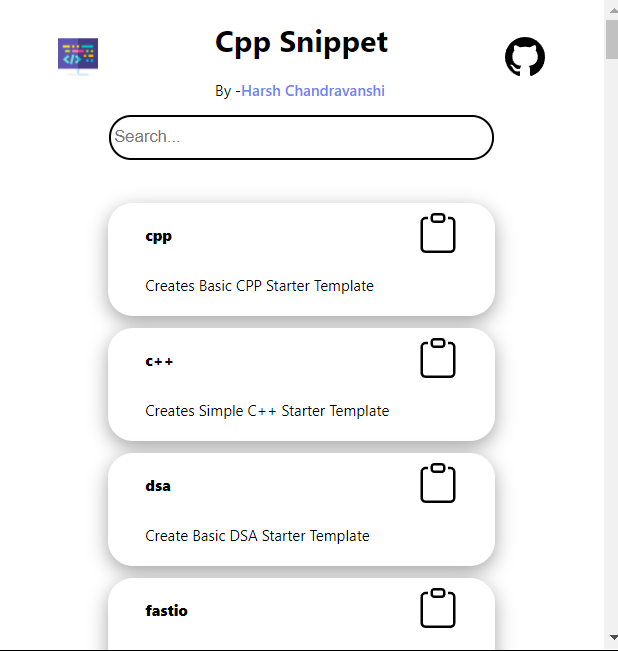 Cpp Snippet
By -Harsh Chandravanshi
Search...
cpp
Creates Basic CPP Starter Template
c++
Creates Simple C++ Starter Template
dsa
Create Basic DSA Starter Template
fastio